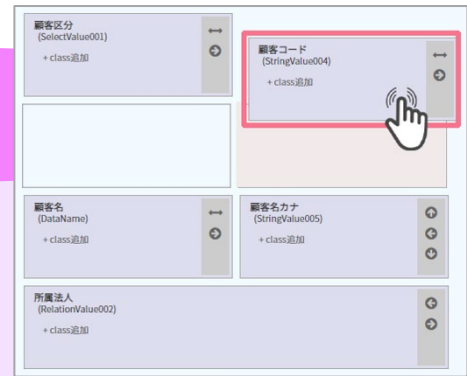 顧客区分
(SelectValue001)
+ class追加
顧客コード
(StringValue004)
+ class追加
顧客名
(DataName)
+ class追加
顧客名カナ
(StringValue005)
+ class追加
所属法人
(RelationValue002)
+ class追加